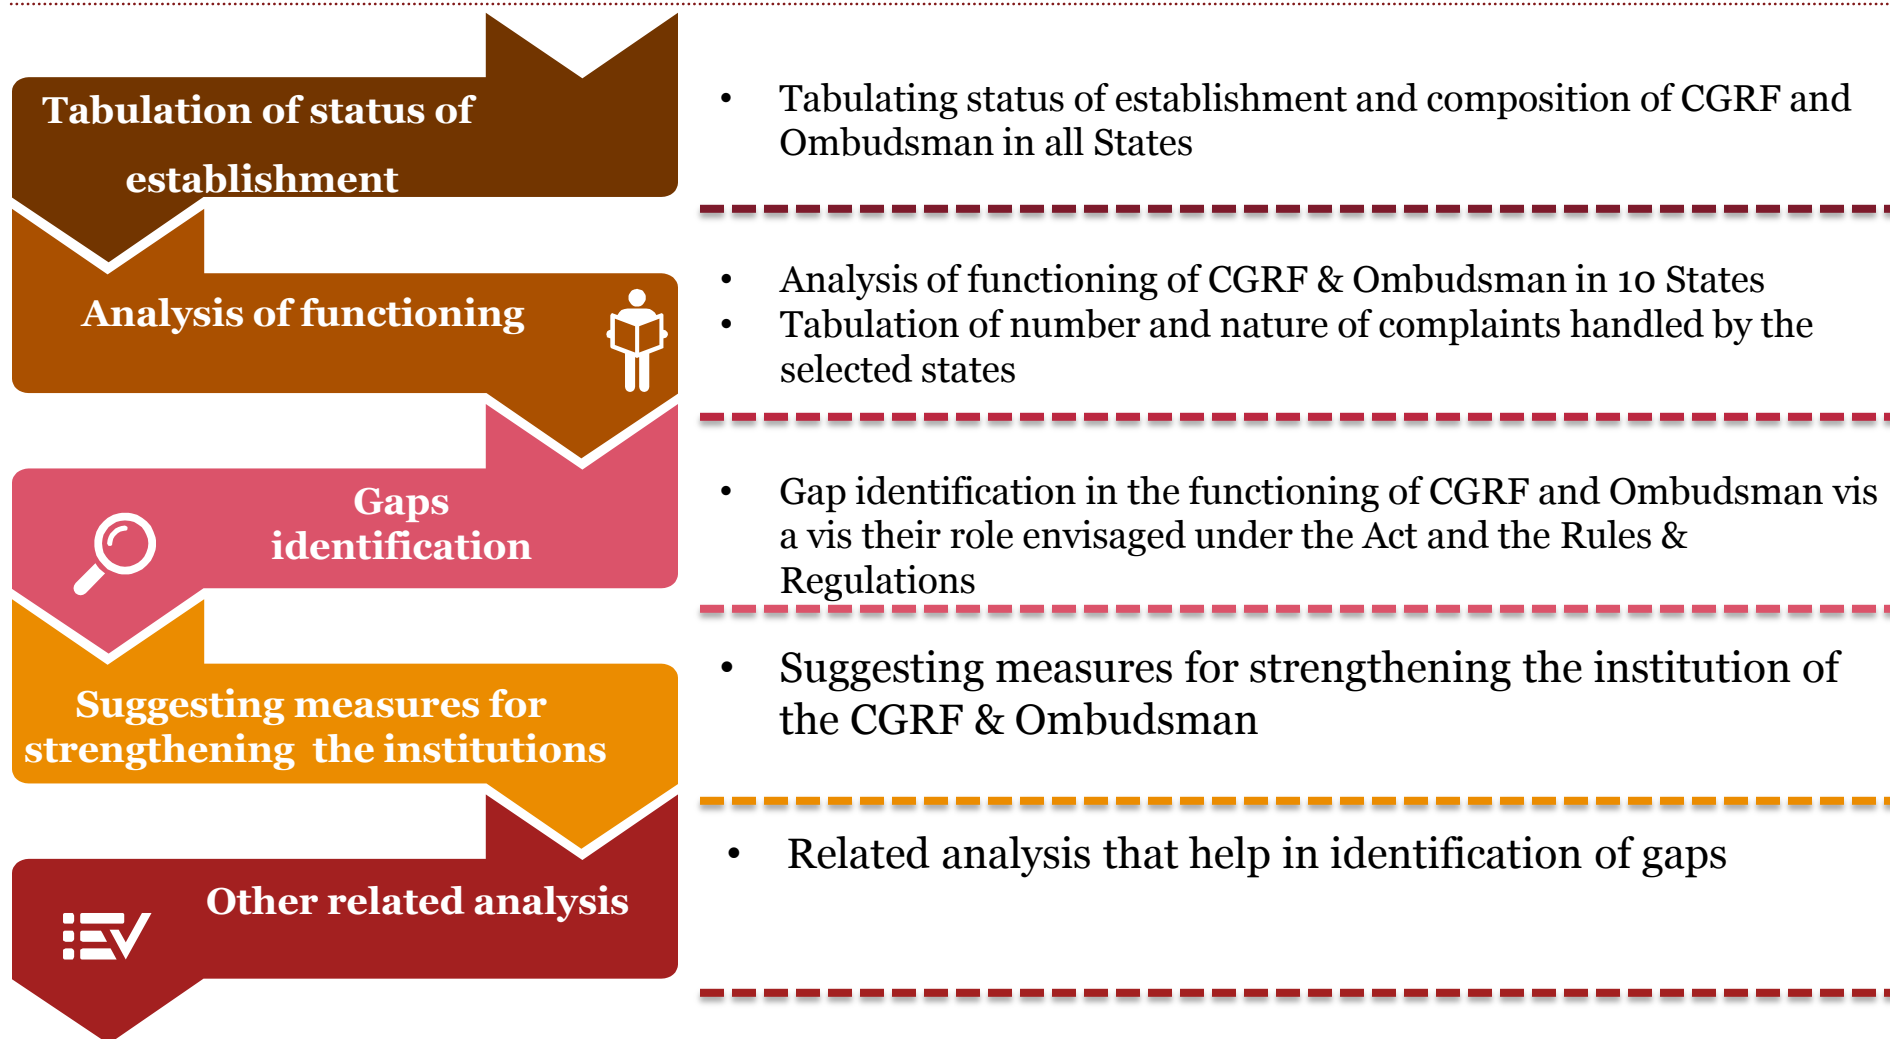 Tabulation of status of
establishment
• Tabulating status of establishment and composition of CGRF and
Ombudsman in all States
Analysis of functioning
• Analysis of functioning of CGRF & Ombudsman in 10 States
• Tabulation of number and nature of complaints handled by the
selected states
Gaps
identification
• Gap identification in the functioning of CGRF and Ombudsman vis
a vis their role envisaged under the Act and the Rules &
Regulations
Suggesting measures for
strengthening the institutions
• Suggesting measures for strengthening the institution of
the CGRF & Ombudsman
Other related analysis
• Related analysis that help in identification of gaps